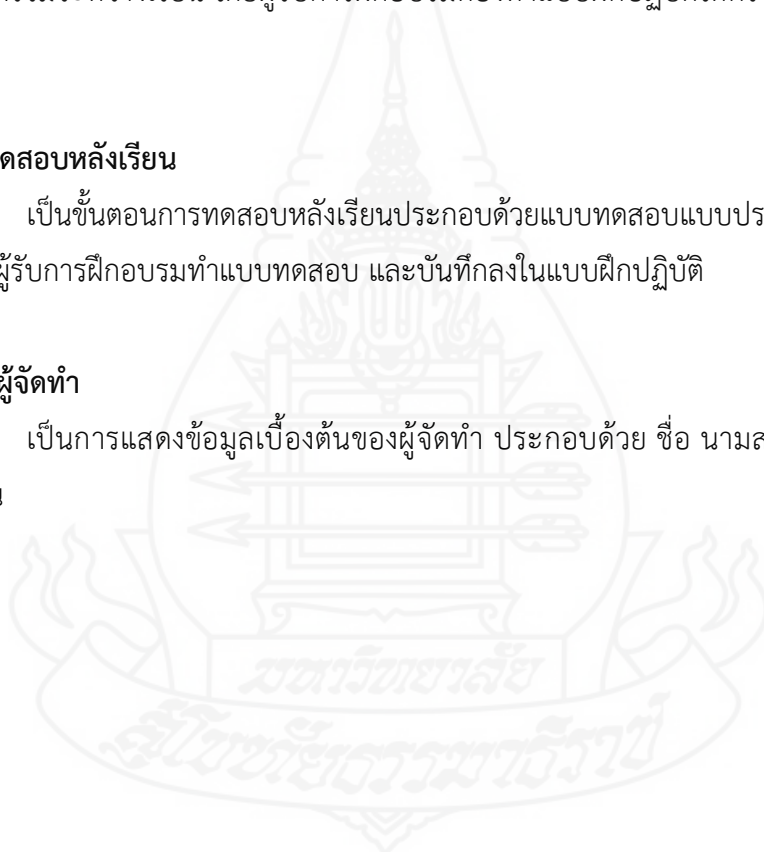 ดสอบหลังเรียน
เป็นขั้นตอนการทดสอบหลังเรียนประกอบด้วยแบบทดสอบแบบปร
ผู้รับการฝึกอบรมทำแบบทดสอบ และบันทึกลงในแบบฝึกปฏิบัติ
ผู้จัดทำ
เป็นการแสดงข้อมูลเบื้องต้นของผู้จัดทำ ประกอบด้วย ชื่อ นามส
น
มหาวิทยาลัย
สุโขทัยธรรมาธิราช